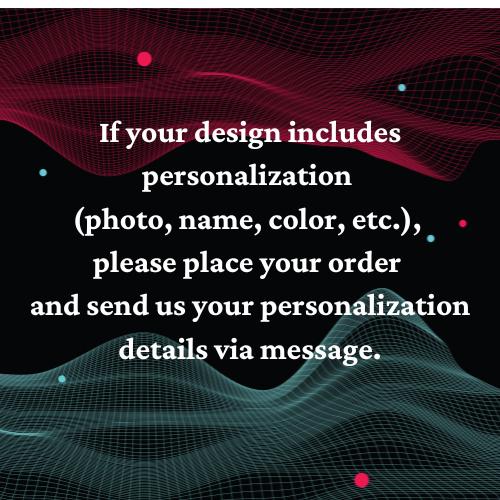 If your design includes
personalization
(photo, name, color, etc.),
please place your order
and send us your personalization
details via message.